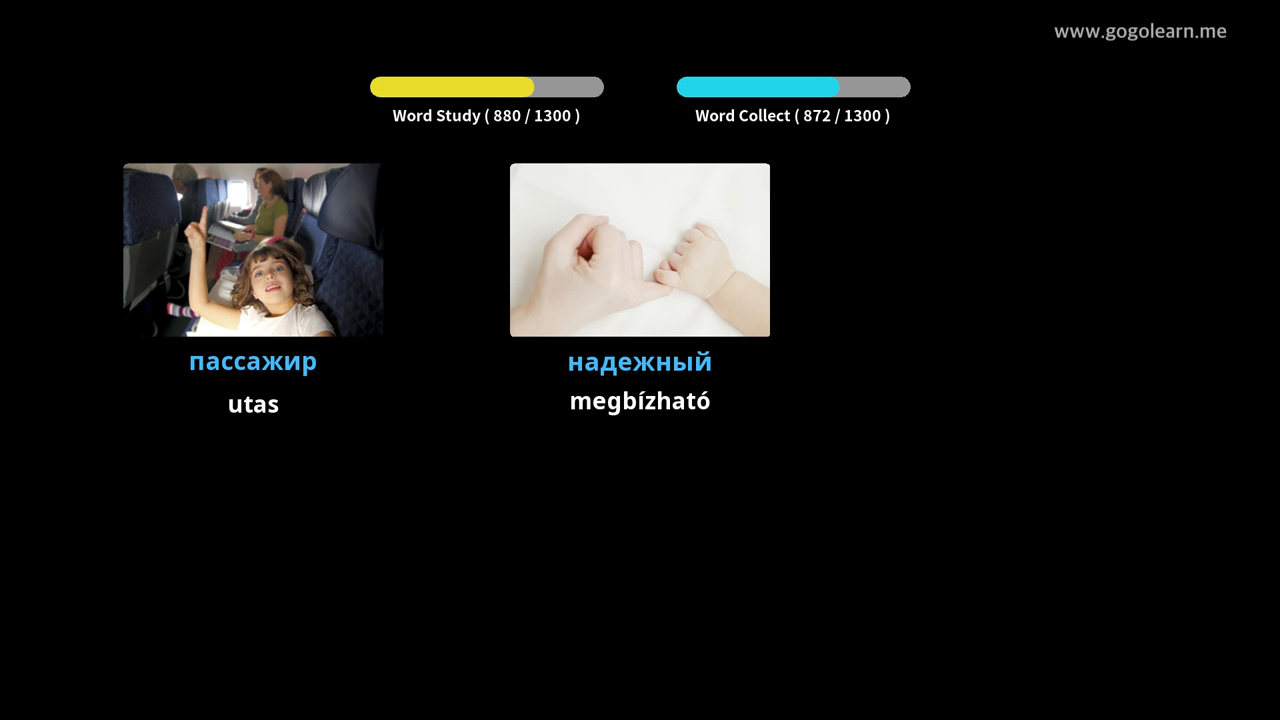 www.gogolearn.me
Word Study ( 880 / 1300 )
Word Collect ( 872 / 1300 )
пассажир
utas
надежный
megbízható